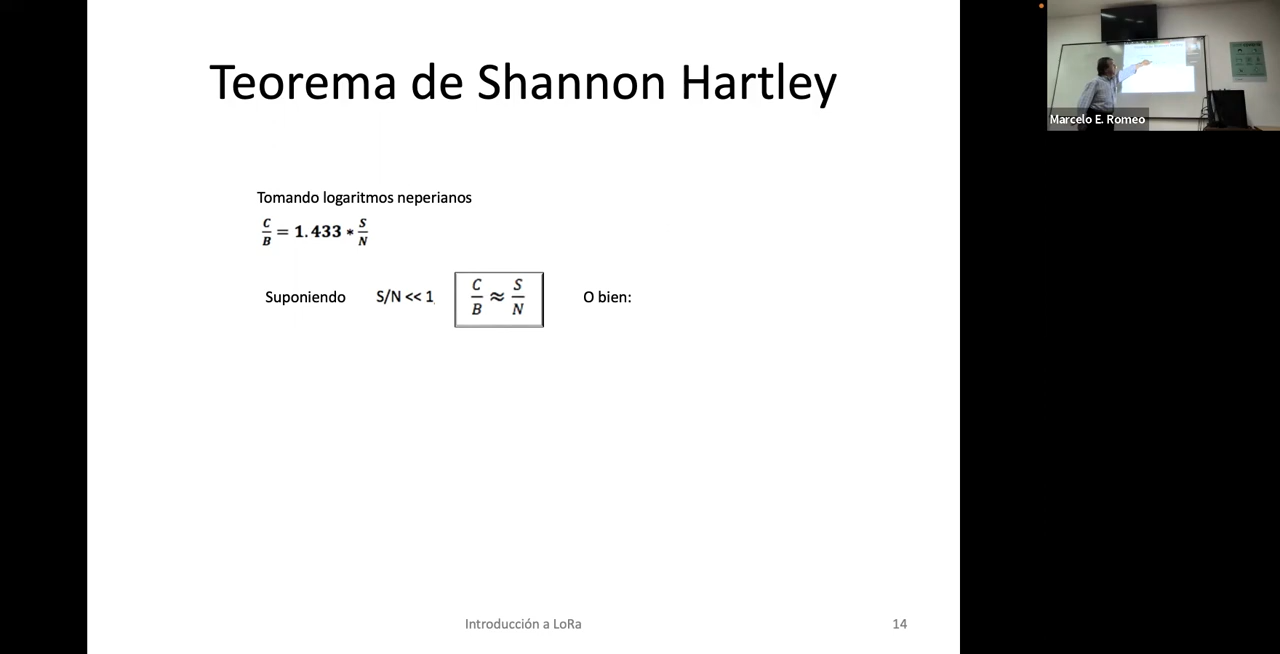 Teorema de Shannon Hartley
Tomando logaritmos neperianos
C/B = 1.433 * S/N
Suponiendo S/N << 1 C/B ≈ S/N O bien:
Introducción a LoRa 14
Marcelo E. Romeo